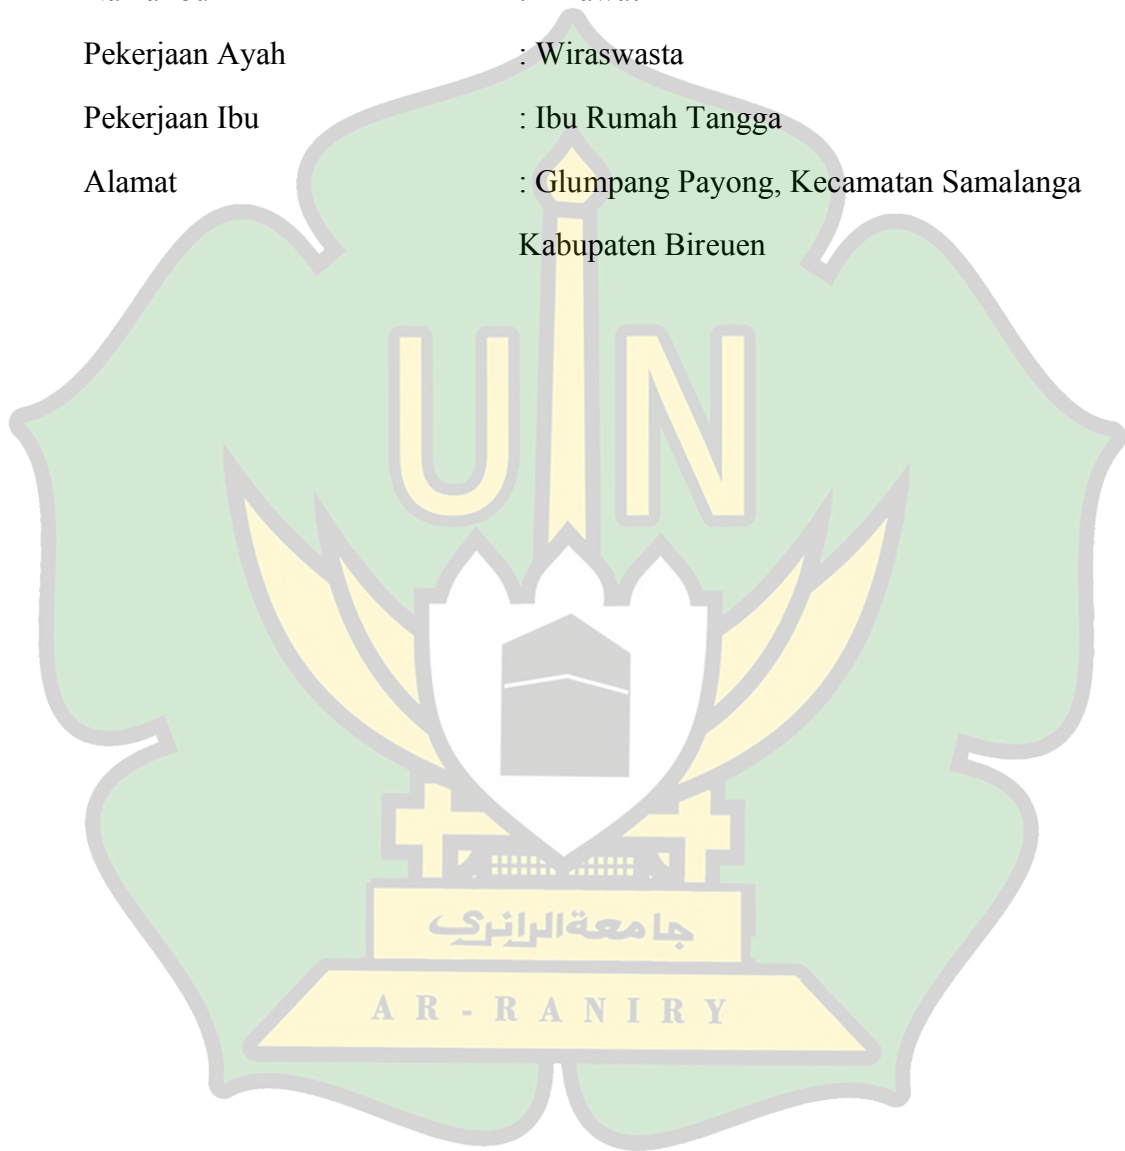 Pekerjaan Ayah : Wiraswasta
Pekerjaan Ibu : Ibu Rumah Tangga
Alamat : Glumpang Payong, Kecamatan Samalanga
Kabupaten Bireuen
UIN
جامعة الرانري
AR-RANIRY